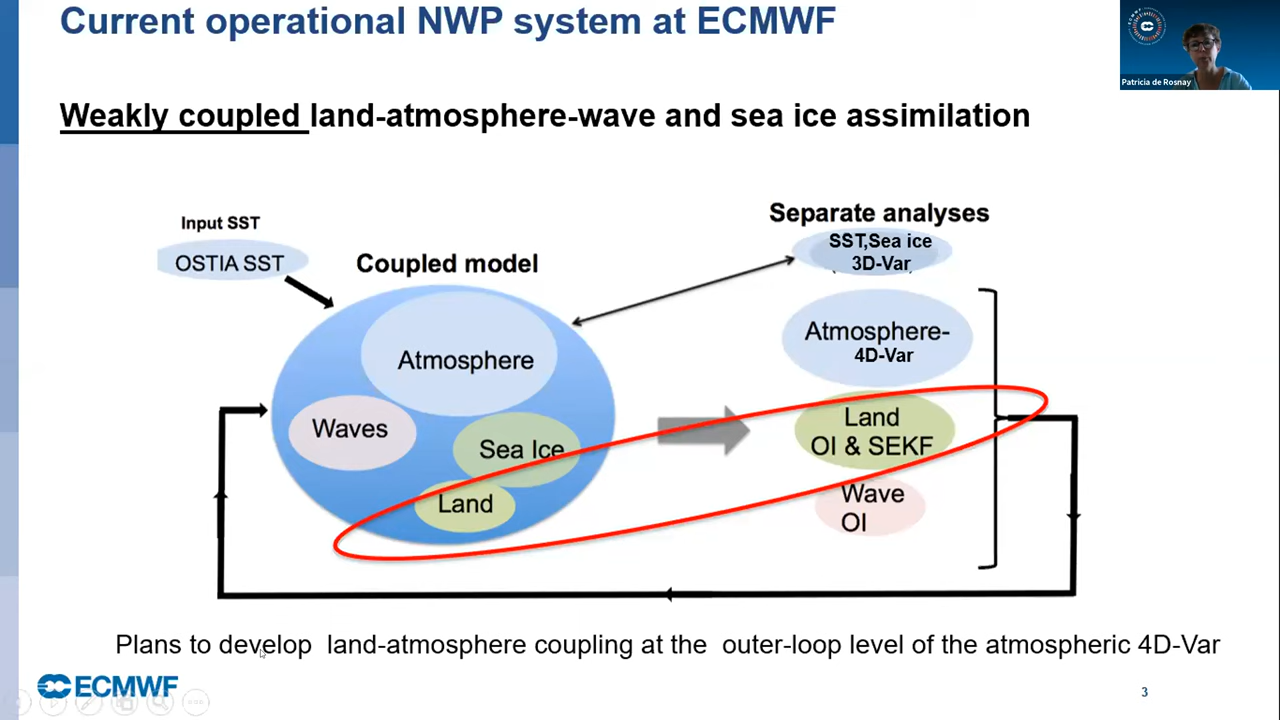 Current operational NWP system at ECMWF
Patricia de Rosnay
Weakly coupled land-atmosphere-wave and sea ice assimilation
Input SST
OSTIA SST
Coupled model
Separate analyses
SST,Sea ice
3D-Var
Atmosphere
Waves
Sea Ice
Land
Atmosphere-
4D-Var
Land
OI & SEKF
Wave
OI
Plans to develop land-atmosphere coupling at the outer-loop level of the atmospheric 4D-Var
ECMWF
3